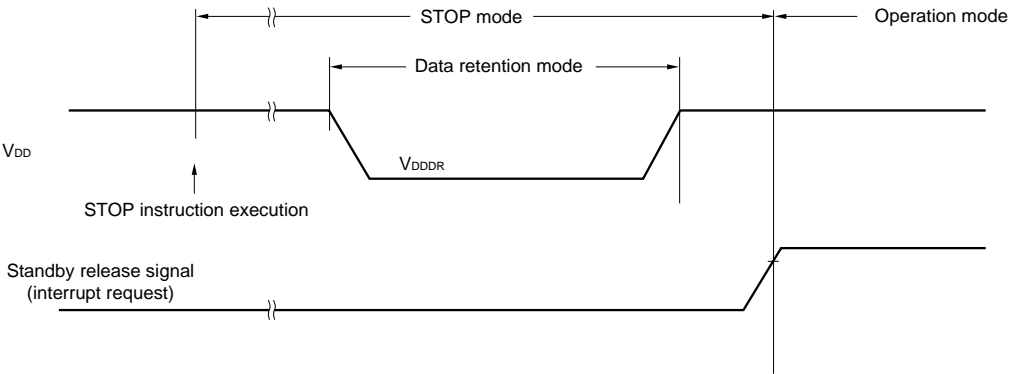 STOP mode
Operation mode
Data retention mode
VDD
VDDDR
STOP instruction execution
Standby release signal
(interrupt request)